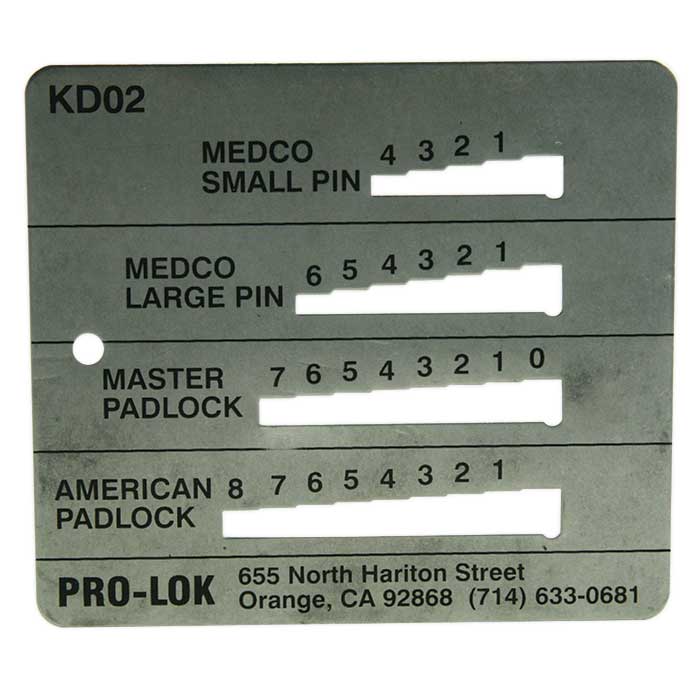 KD02
MEDCO 4 3 2 1
SMALL PIN
MEDCO 6 5 4 3 2 1
LARGE PIN
MASTER 7 6 5 4 3 2 1 0
PADLOCK
AMERICAN 8 7 6 5 4 3 2 1
PADLOCK
PRO-LOK 655 North Hariton Street
Orange, CA 92868 (714) 633-0681